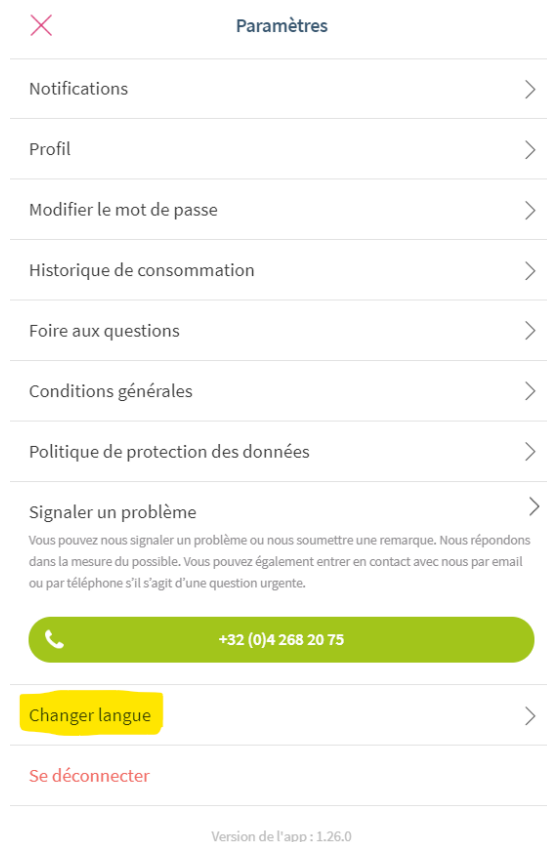 Paramètres
Notifications
Profil
Modifier le mot de passe
Historique de consommation
Foire aux questions
Conditions générales
Politique de protection des données
Signaler un problème
Vous pouvez nous signaler un problème ou nous soumettre une remarque. Nous répondons
dans la mesure du possible. Vous pouvez également entrer en contact avec nous par email
ou par téléphone s'il s'agit d'une question urgente.
+32 (0)4 268 20 75
Changer langue
Se déconnecter
Version de l'app : 1.26.0